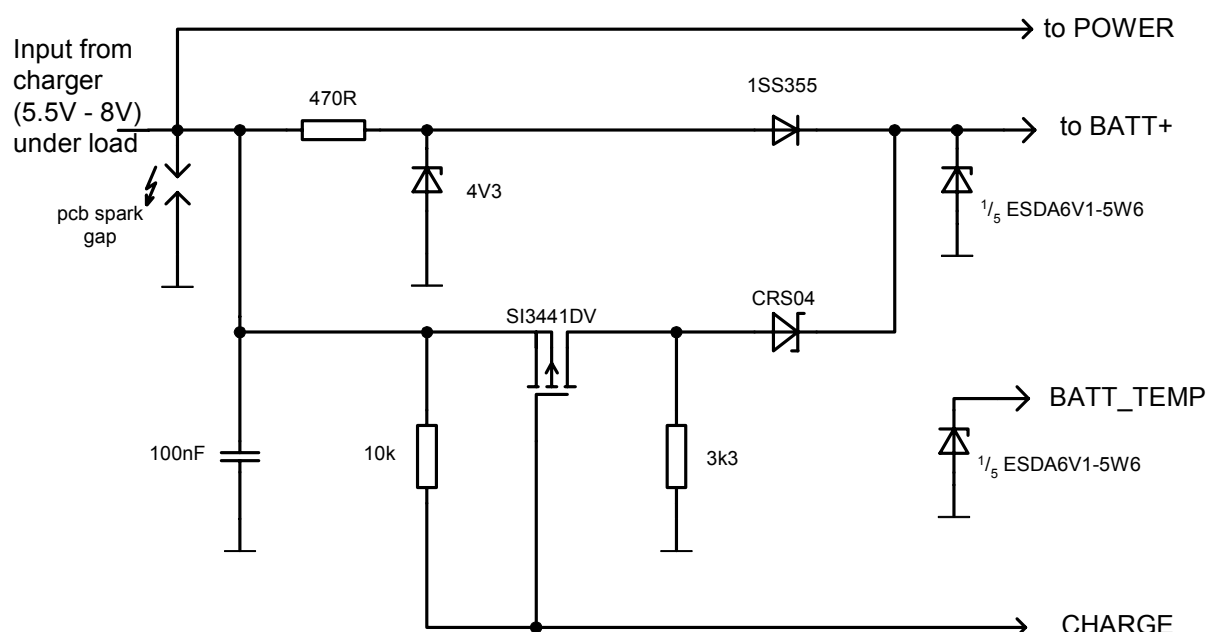 to POWER
Input from
charger
(5.5V - 8V)
under load
470R
1SS355
to BATT+
pcb spark
gap
4V3
1/5 ESDA6V1-5W6
SI3441DV
CRS04
BATT_TEMP
100nF
10k
3k3
1/5 ESDA6V1-5W6
CHARGE